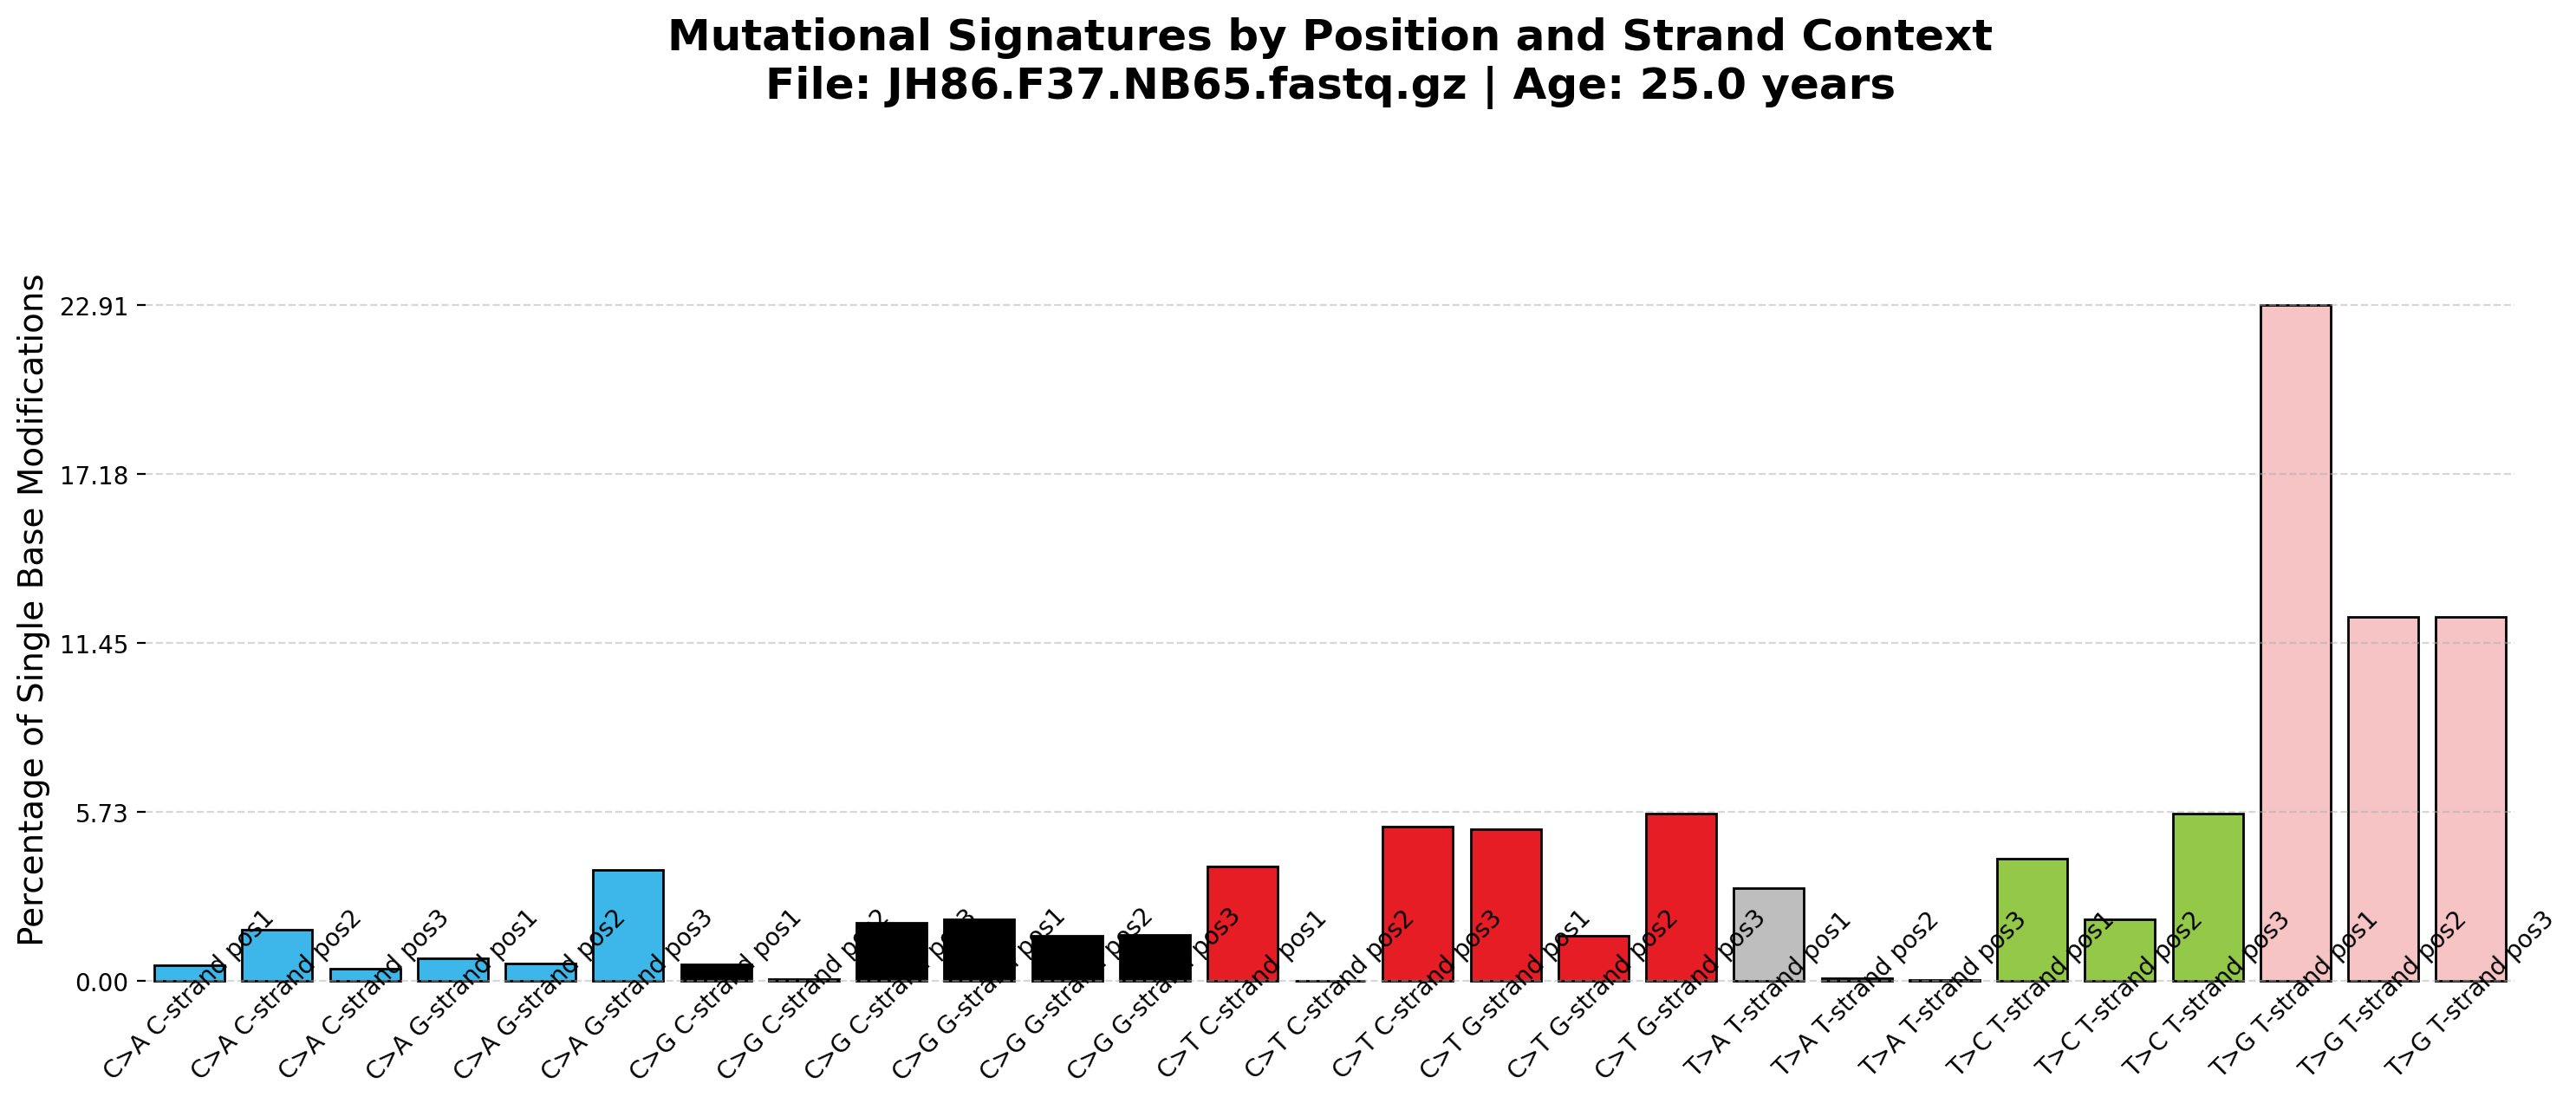 Mutational Signatures by Position and Strand Context
File: JH86.F37.NB65.fastq.gz | Age: 25.0 years
Percentage of Single Base Modifications
22.91
17.18
11.45
5.73
0.00
C>A C-strand pos1
C>A C-strand pos2
C>A C-strand pos3
C>A G-strand pos1
C>A G-strand pos2
C>A G-strand pos3
C>G C-strand pos1
C>G C-strand pos2
C>G C-strand pos3
C>G G-strand pos1
C>G G-strand pos2
C>G G-strand pos3
C>T C-strand pos1
C>T C-strand pos2
C>T C-strand pos3
C>T G-strand pos1
C>T G-strand pos2
C>T G-strand pos3
T>A T-strand pos1
T>A T-strand pos2
T>A T-strand pos3
T>C T-strand pos1
T>C T-strand pos2
T>C T-strand pos3
T>G T-strand pos1
T>G T-strand pos2
T>G T-strand pos3